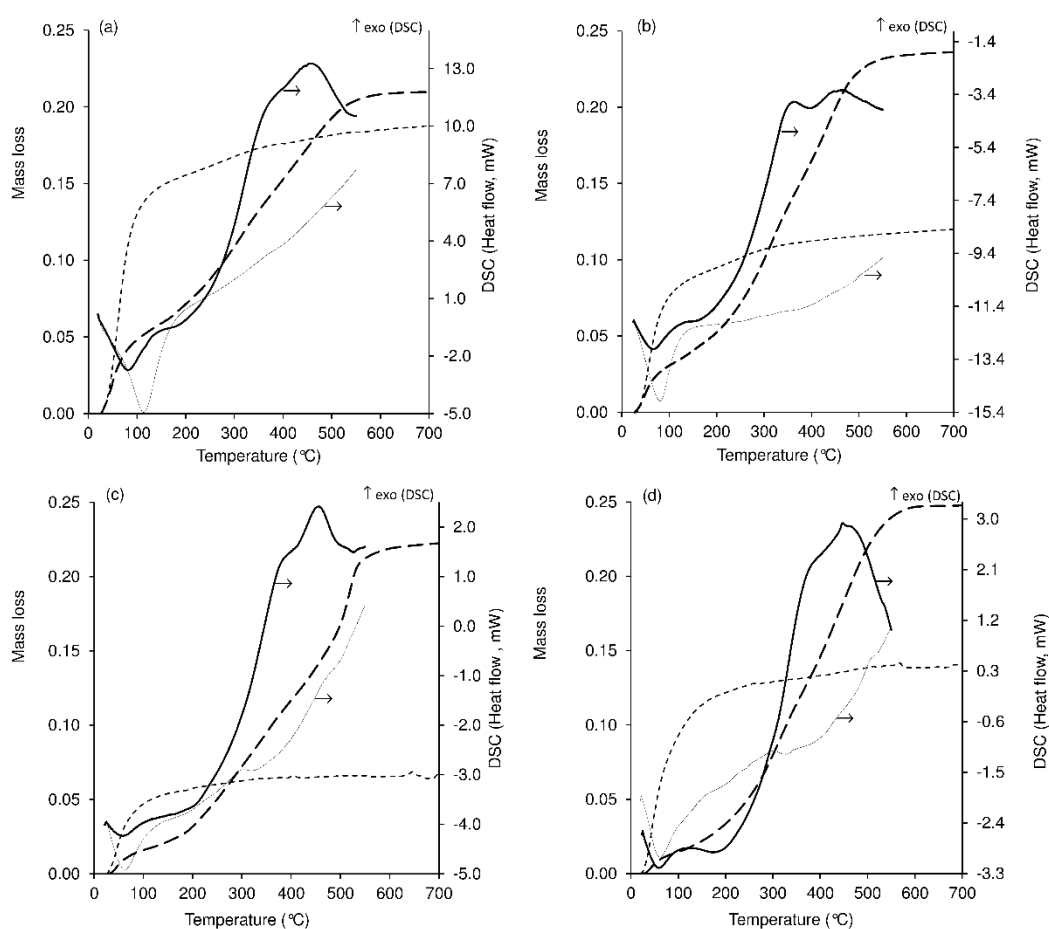 (a)
↑ exo (DSC)
0.25
0.20
0.15
0.10
0.05
0.00
Mass loss
13.0
10.0
7.0
4.0
1.0
-2.0
-5.0
DSC (Heat flow, mW)
0 100 200 300 400 500 600 700
Temperature (°C)
(b)
↑ exo (DSC)
0.25
0.20
0.15
0.10
0.05
0.00
Mass loss
-1.4
-3.4
-5.4
-7.4
-9.4
-11.4
-13.4
-15.4
DSC (Heat flow, mW)
0 100 200 300 400 500 600 700
Temperature (°C)
(c)
↑ exo (DSC)
0.25
0.20
0.15
0.10
0.05
0.00
Mass loss
2.0
1.0
0.0
-1.0
-2.0
-3.0
-4.0
-5.0
DSC (Heat flow , mW)
0 100 200 300 400 500 600 700
Temperature (°C)
(d)
↑ exo (DSC)
0.25
0.20
0.15
0.10
0.05
0.00
Mass loss
3.0
2.1
1.2
0.3
-0.6
-1.5
-2.4
-3.3
DSC (Heat flow, mW)
0 100 200 300 400 500 600 700
Temperature (°C)